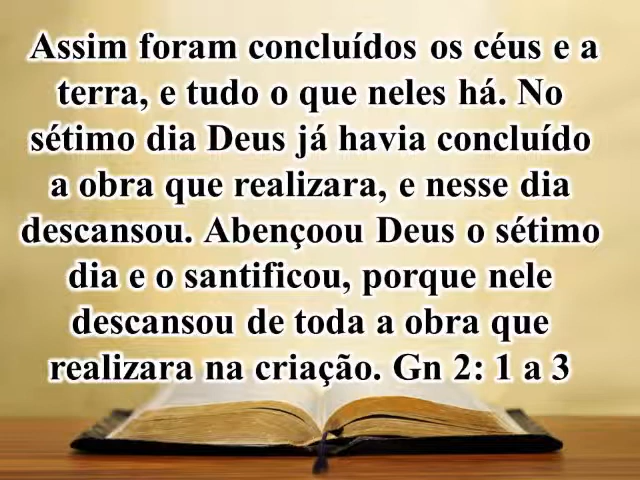 Assim foram concluídos os céus e a
terra, e tudo o que neles há. No
sétimo dia Deus já havia concluído
a obra que realizara, e nesse dia
descansou. Abençoou Deus o sétimo
dia e o santificou, porque nele
descansou de toda a obra que
realizara na criação. Gn 2: 1 a 3